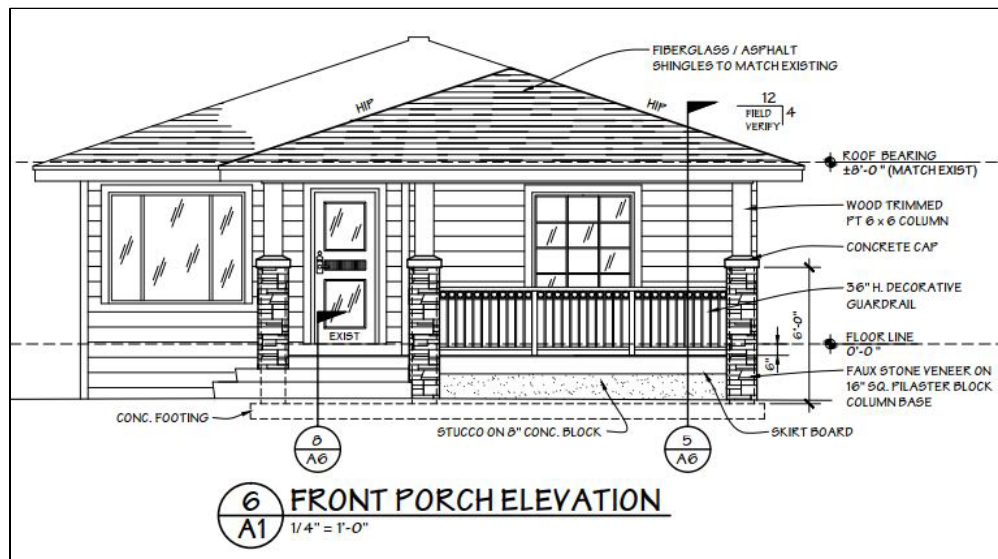 FIBERGLASS / ASPHALT
SHINGLES TO MATCH EXISTING
HIP
HIP
12
FIELD
VERIFY
4
ROOF BEARING
±8'-0" (MATCH EXIST)
WOOD TRIMMED
PT 6 x 6 COLUMN
CONCRETE CAP
36" H. DECORATIVE
GUARDRAIL
6'-0"
EXIST
FLOOR LINE
0'-0"
6"
FAUX STONE VENEER ON
16" SQ. PILASTER BLOCK
COLUMN BASE
CONC. FOOTING
STUCCO ON 8" CONC. BLOCK
SKIRT BOARD
8
A6
5
A6
6
A1
FRONT PORCH ELEVATION
1/4" = 1'-0"